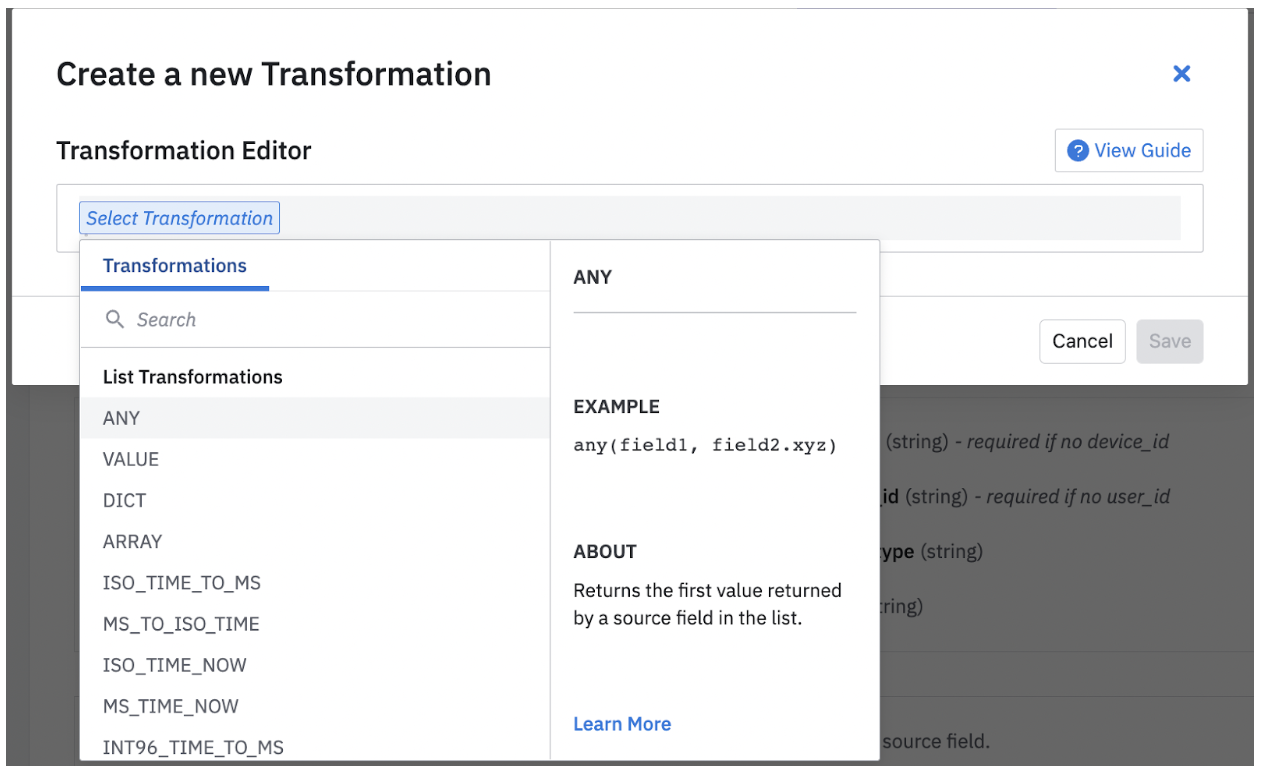 Create a new Transformation
Transformation Editor
? View Guide
Select Transformation
Transformations
Search
List Transformations
ANY
VALUE
DICT
ARRAY
ISO_TIME_TO_MS
MS_TO_ISO_TIME
ISO_TIME_NOW
MS_TIME_NOW
INT96_TIME_TO_MS
ANY
EXAMPLE
any(field1, field2.xyz)
ABOUT
Returns the first value returned
by a source field in the list.
Learn More
Cancel
Save
(string) - required if no device_id
_id (string) - required if no user_id
type (string)
source field.